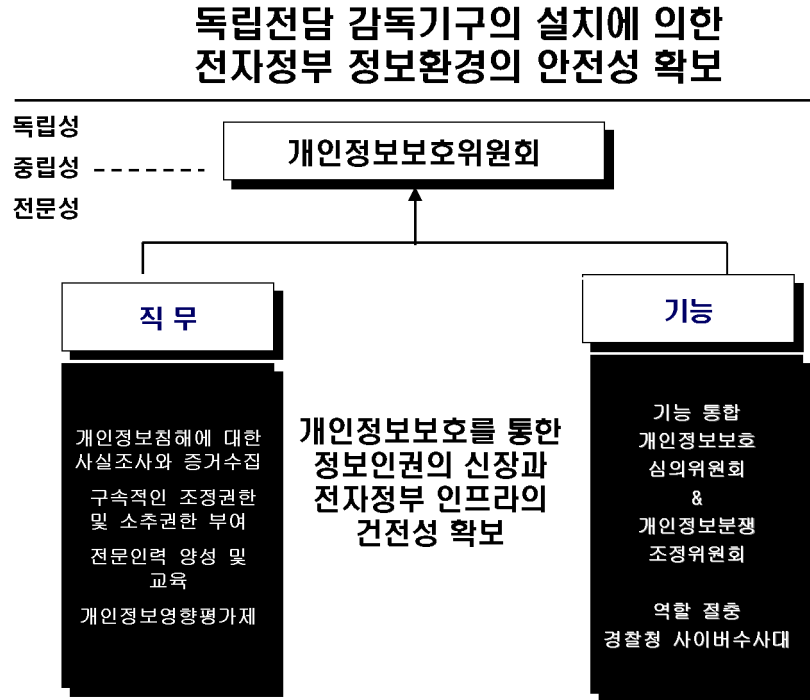 독립전담 감독기구의 설치에 의한
전자정부 정보환경의 안전성 확보
독립성
중립성
전문성
개인정보보호위원회
직 무
개인정보침해에 대한
사실조사와 증거수집
구속적인 조정권한
및 소추권한 부여
전문인력 양성 및
교육
개인정보영향평가제
개인정보보호를 통한
정보인권의 신장과
전자정부 인프라의
건전성 확보
기능
기능 통합
개인정보보호
심의위원회
&
개인정보분쟁
조정위원회
역할 절충
경찰청 사이버수사대